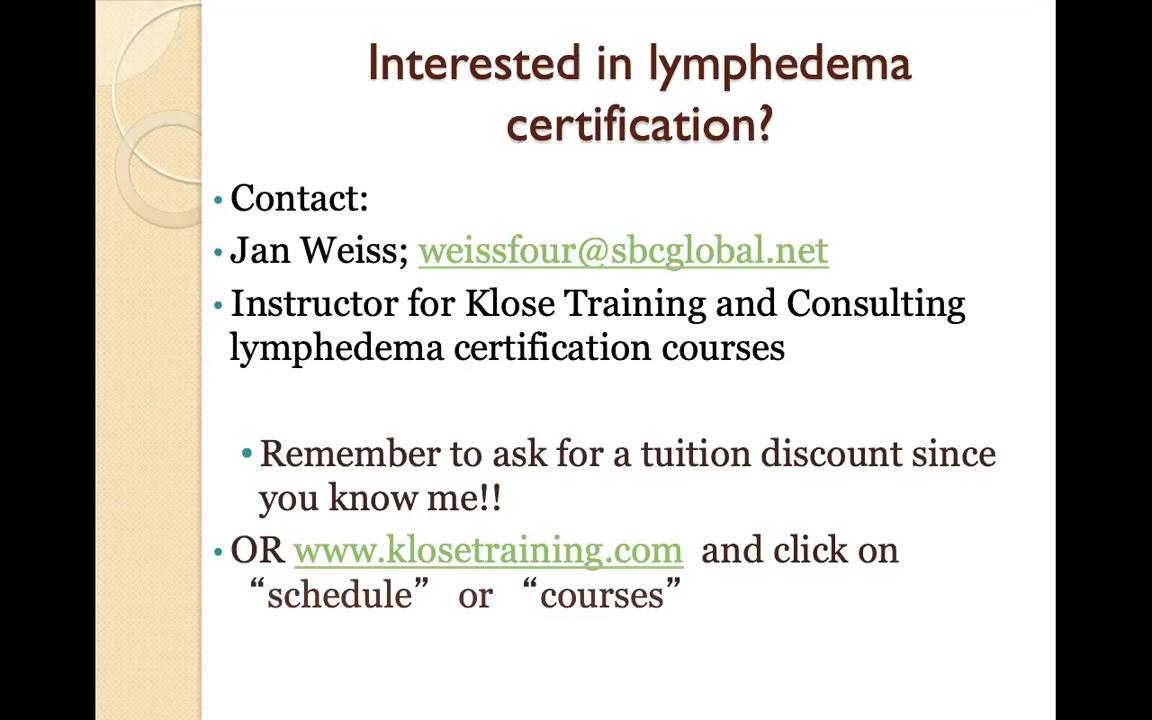 Interested in lymphedema
certification?
• Contact:
• Jan Weiss; weissfour@sbcglobal.net
• Instructor for Klose Training and Consulting
lymphedema certification courses
• Remember to ask for a tuition discount since
you know me!!
• OR www.klosetraining.com and click on
“schedule” or “courses”